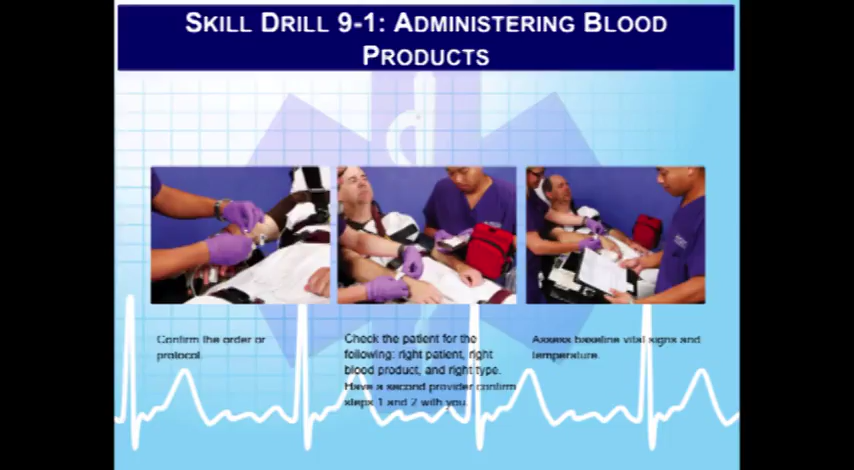 SKILL DRILL 9-1: ADMINISTERING BLOOD
PRODUCTS
Confirm the order or
protocol.
Check the patient for the
following: right patient, right
blood product, and right type.
Have a second provider confirm
steps 1 and 2 with you.
Assess baseline vital signs and
temperature.